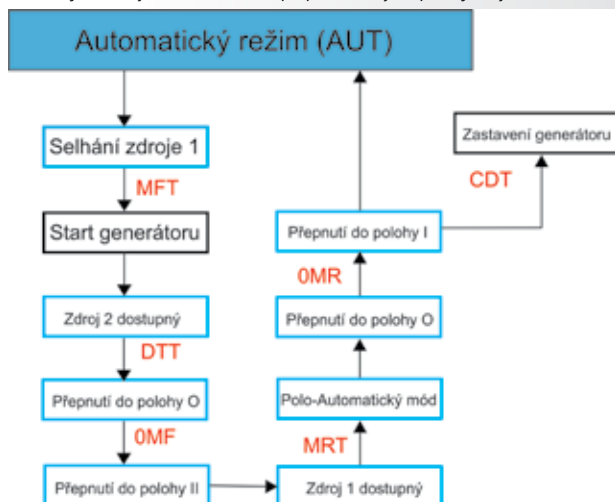 Automatický režim (AUT)
Selhání zdroje 1
MFT
Start generátoru
Zdroj 2 dostupný
DTT
Přepnutí do polohy O
0MF
Přepnutí do polohy II
Zdroj 1 dostupný
MRT
Polo-Automatický mód
Přepnutí do polohy O
0MR
Přepnutí do polohy I
CDT
Zastavení generátoru